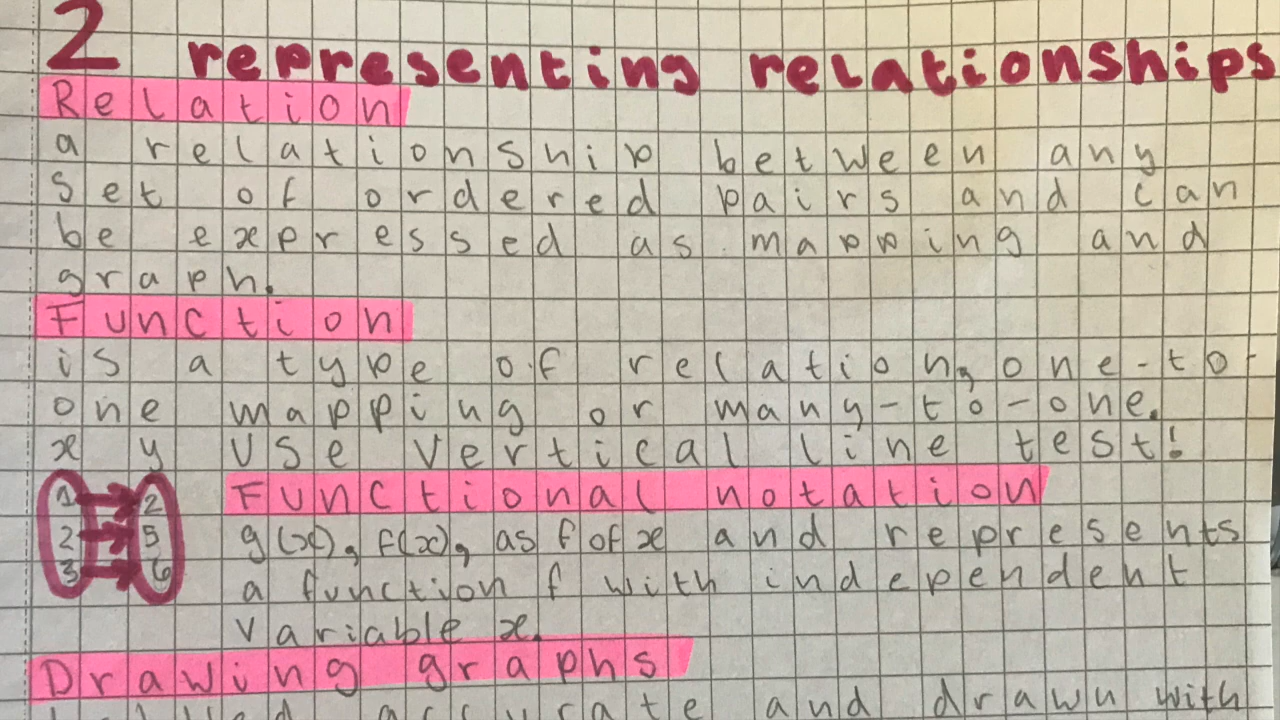 2 representing relationships
Relation
a relationship between any
set of ordered pairs and can
be expressed as mapping and
graph.
Function
is a type of relation, one-to-
one mapping or many-to-one.
x y use vertical line test!
1 2 Functional notation
2 5 g(x), f(x), as f of x and represents
3 6 a function f with independent
variable x.
Drawing graphs
accurate and drawn with